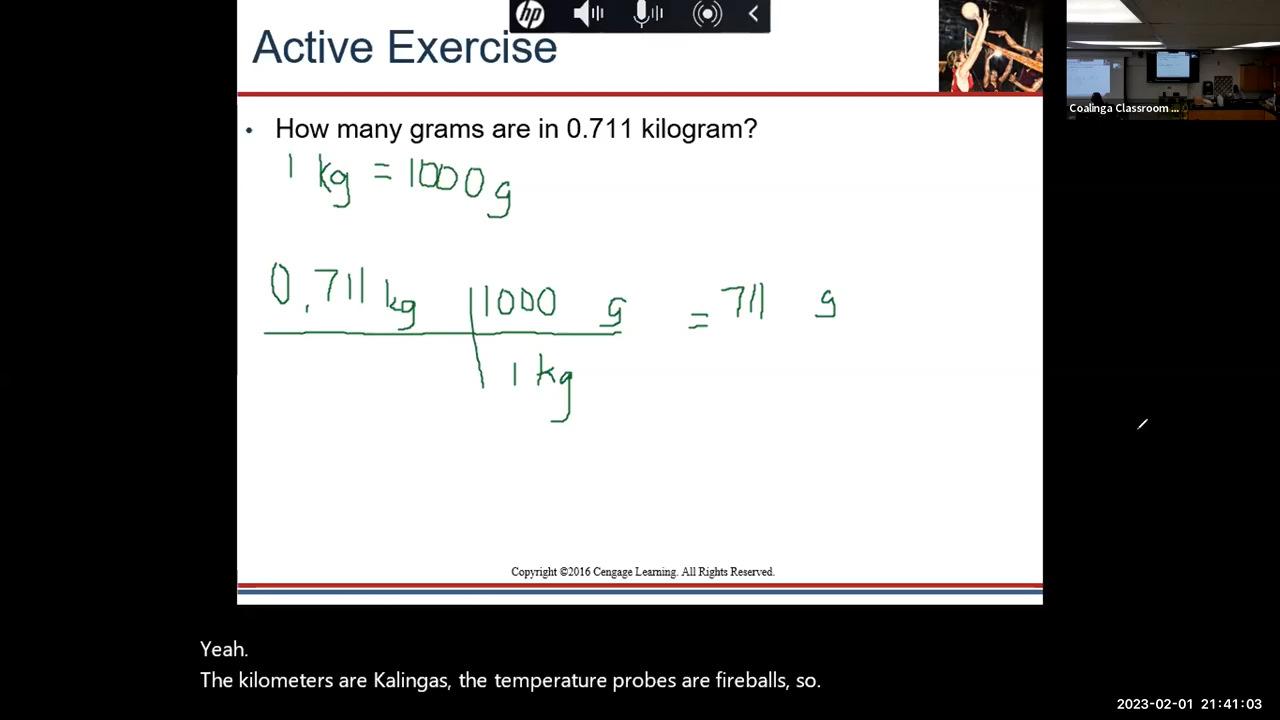 hp
Active Exercise
Coalinga Classroom ...
• How many grams are in 0.711 kilogram?
1 kg = 1000 g
0.711 kg | 1000 g = 711 g
1 kg
Copyright ©2016 Cengage Learning. All Rights Reserved.
Yeah.
The kilometers are Kalingas, the temperature probes are fireballs, so.
2023-02-01 21:41:03